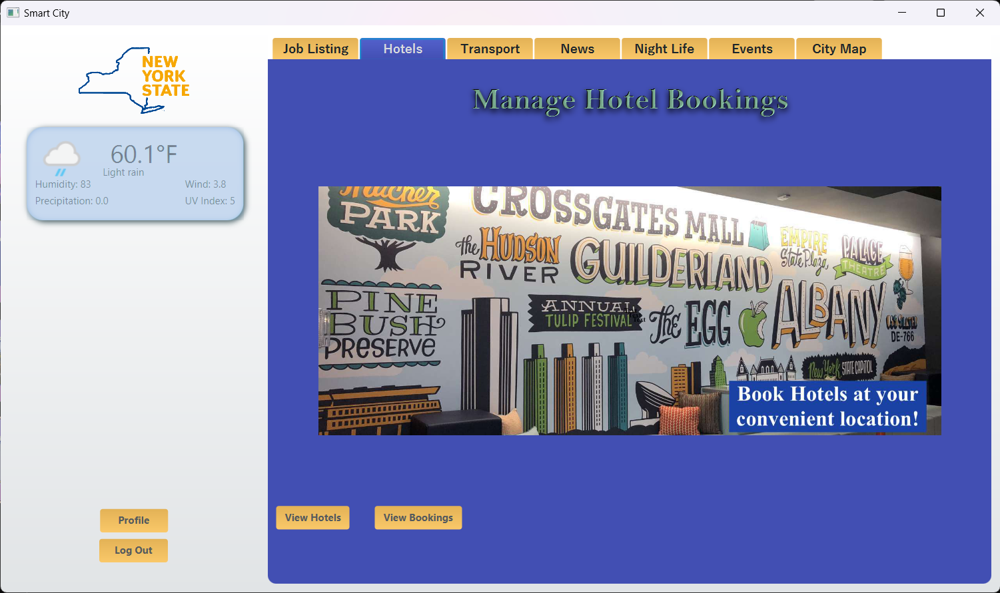 Smart City
NEW
YORK
STATE
60.1°F
Light rain
Humidity: 83
Wind: 3.8
Precipitation: 0.0
UV Index: 5
Profile
Log Out
Job Listing
Hotels
Transport
News
Night Life
Events
City Map
Manage Hotel Bookings
PARK
CROSSGATES MALL
the HUDSON
RIVER
GUILDERLAND
EMPIRE
State Plaza
PALACE
THEATRE
PINE
BUSH
PRESERVE
ANNUAL
TULIP FESTIVAL
The EGG
ALBANY
DE-766
New York STATE CAPITOL
Book Hotels at your
convenient location!
View Hotels
View Bookings